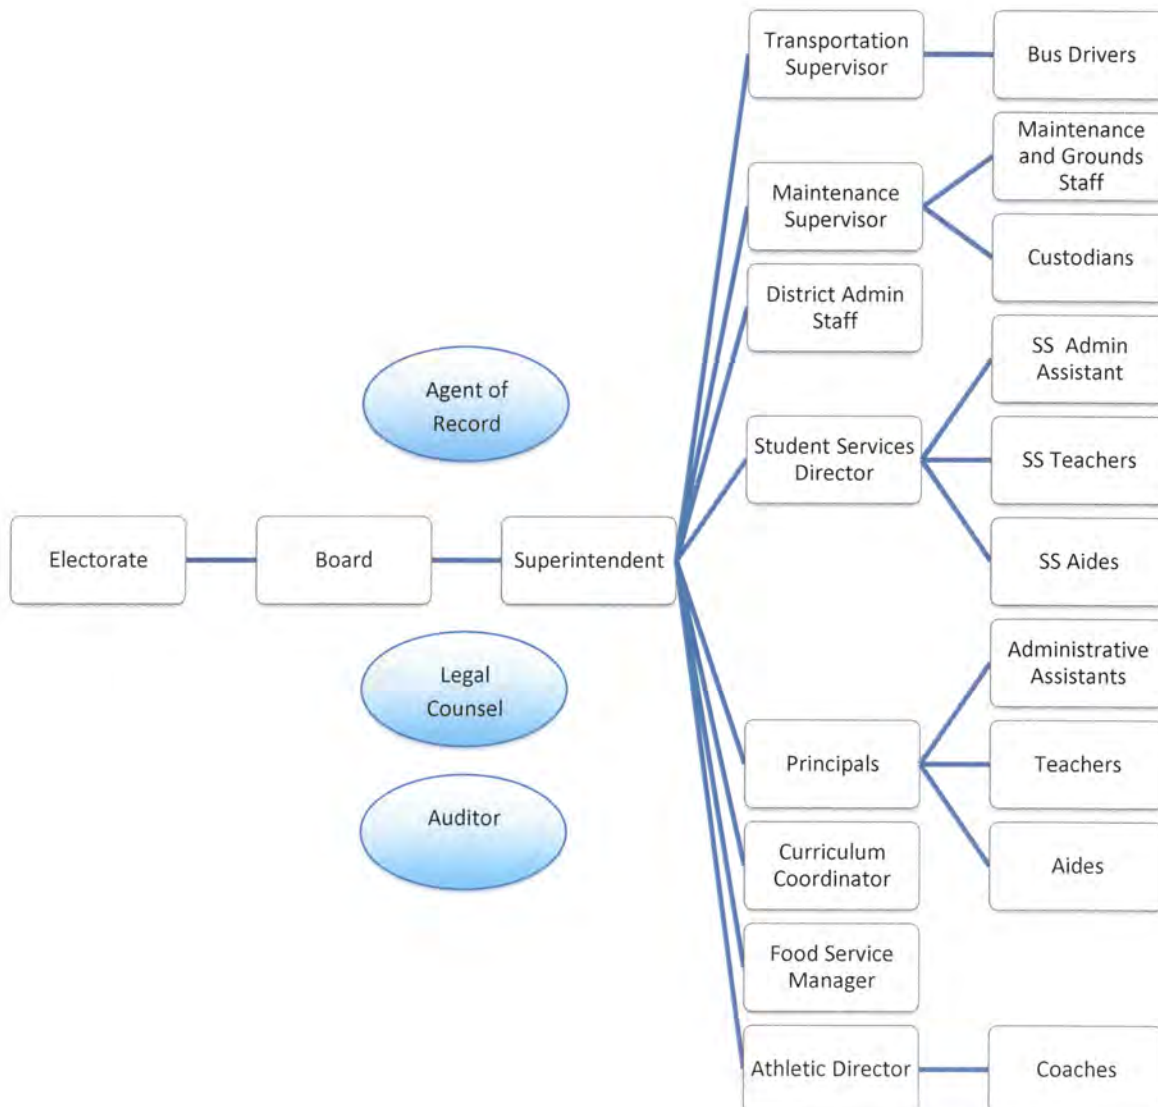 Transportation
Supervisor
Bus Drivers
Maintenance
and Grounds
Staff
Maintenance
Supervisor
Custodians
District Admin
Staff
SS Admin
Assistant
Agent of
Record
Student Services
Director
SS Teachers
Electorate
Board
Superintendent
SS Aides
Legal
Counsel
Administrative
Assistants
Principals
Teachers
Auditor
Curriculum
Coordinator
Aides
Food Service
Manager
Athletic Director
Coaches